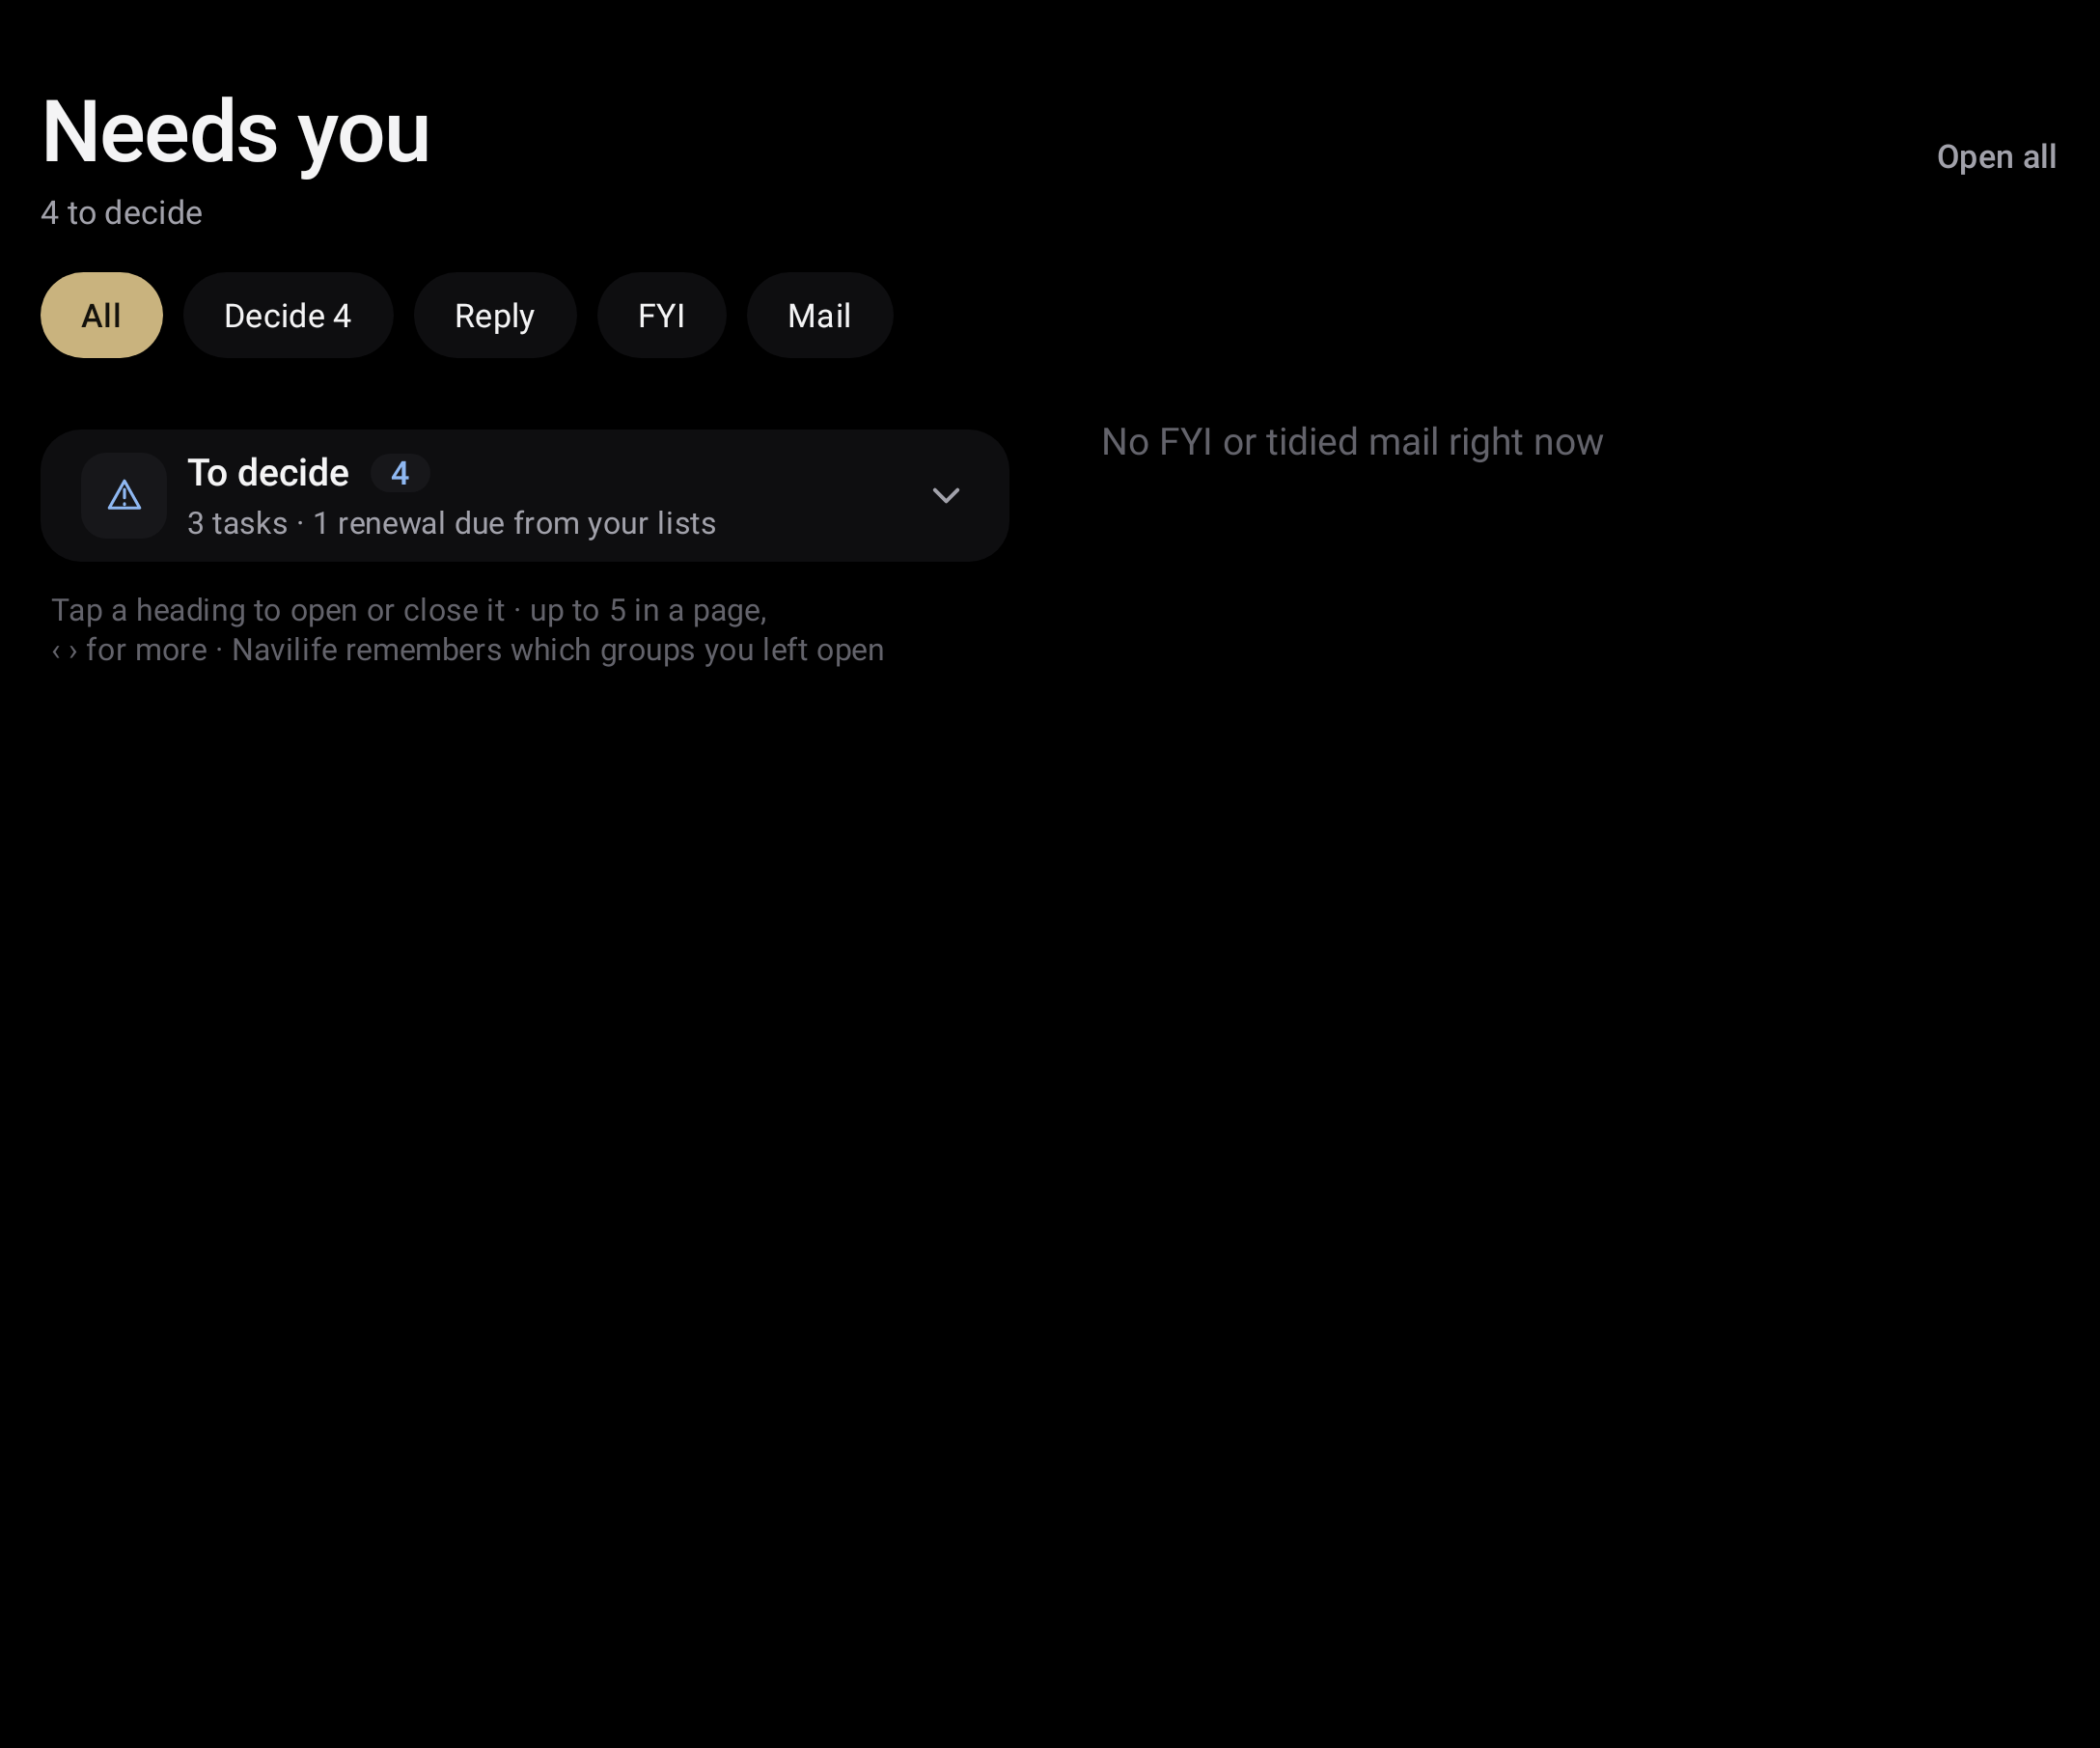 Needs you
Open all
4 to decide
All
Decide 4
Reply
FYI
Mail
To decide 4
3 tasks · 1 renewal due from your lists
Tap a heading to open or close it · up to 5 in a page,
‹ › for more · Navilife remembers which groups you left open
No FYI or tidied mail right now